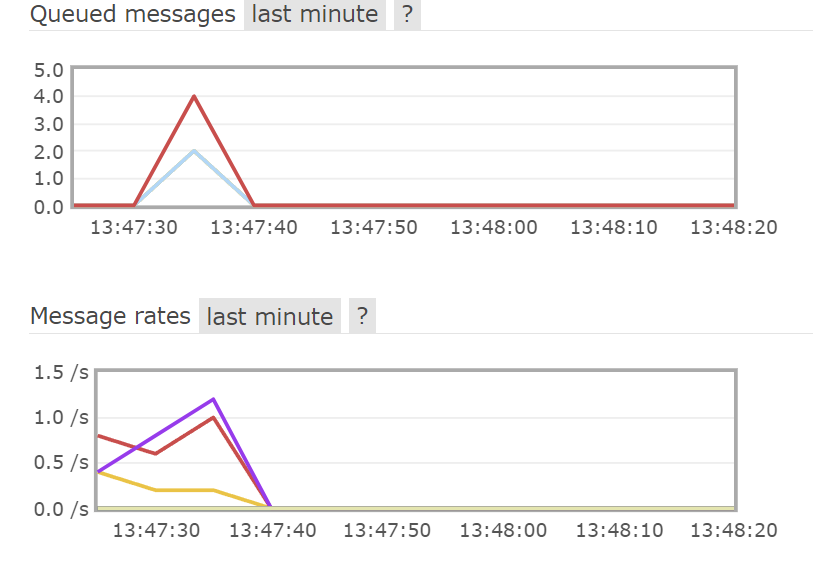 Queued messages last minute ?
5.0
4.0
3.0
2.0
1.0
0.0
13:47:30 13:47:40 13:47:50 13:48:00 13:48:10 13:48:20
Message rates last minute ?
1.5 /s
1.0 /s
0.5 /s
0.0 /s
13:47:30 13:47:40 13:47:50 13:48:00 13:48:10 13:48:20